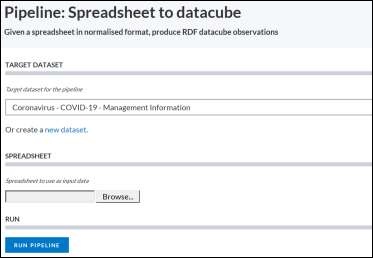 Pipeline: Spreadsheet to datacube
Given a spreadsheet in normalised format, produce RDF datacube observations
TARGET DATASET
Target dataset for the pipeline
Coronavirus - COVID-19 - Management Information
Or create a new dataset.
SPREADSHEET
Spreadsheet to use as input data
Browse...
RUN
RUN PIPELINE